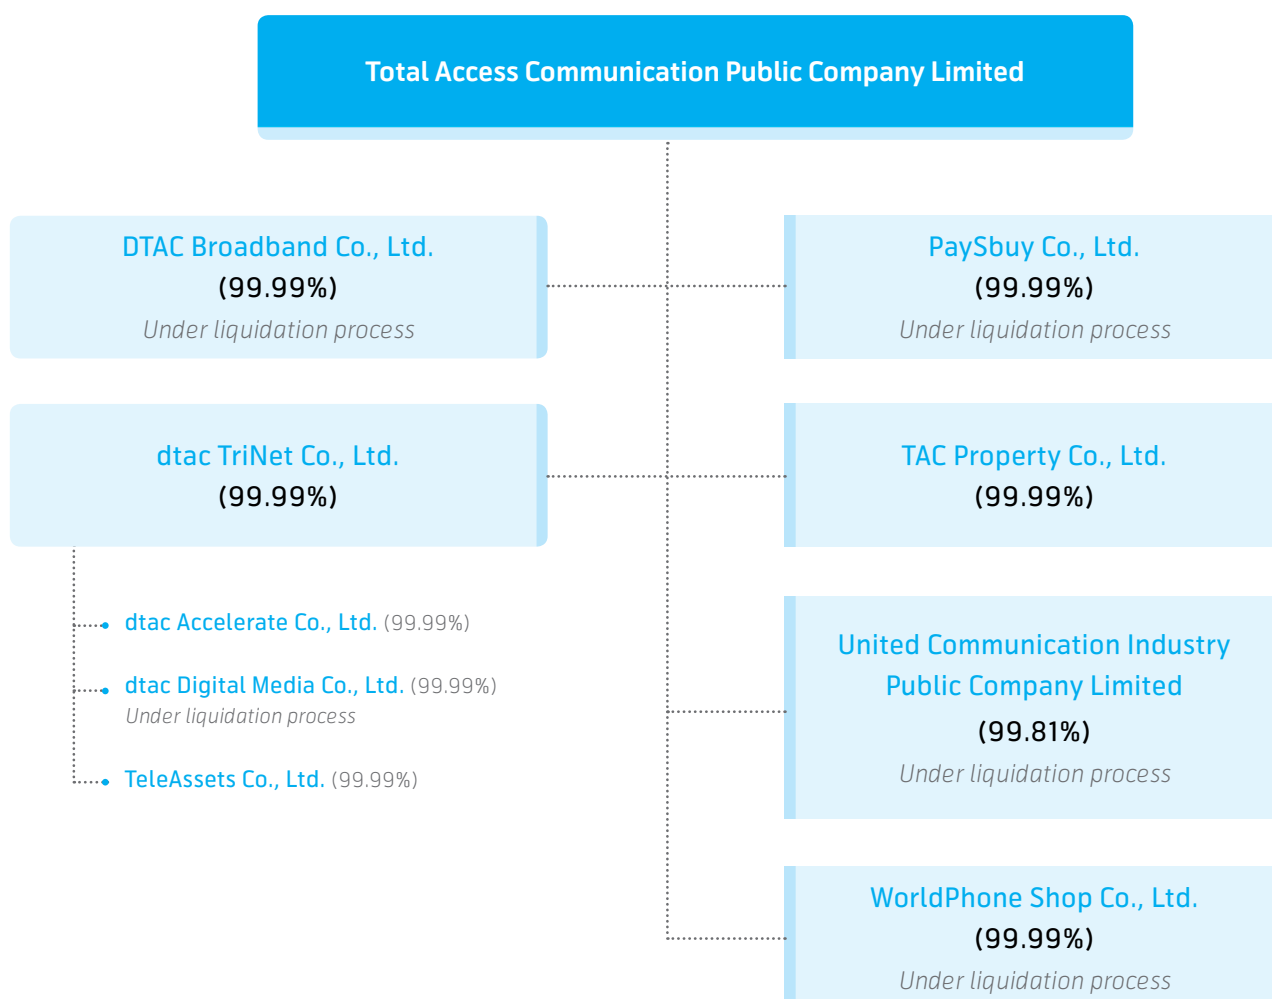 Total Access Communication Public Company Limited
DTAC Broadband Co., Ltd.
(99.99%)
Under liquidation process
PaySbuy Co., Ltd.
(99.99%)
Under liquidation process
dtac TriNet Co., Ltd.
(99.99%)
TAC Property Co., Ltd.
(99.99%)
dtac Accelerate Co., Ltd. (99.99%)
dtac Digital Media Co., Ltd. (99.99%)
Under liquidation process
TeleAssets Co., Ltd. (99.99%)
United Communication Industry
Public Company Limited
(99.81%)
Under liquidation process
WorldPhone Shop Co., Ltd.
(99.99%)
Under liquidation process